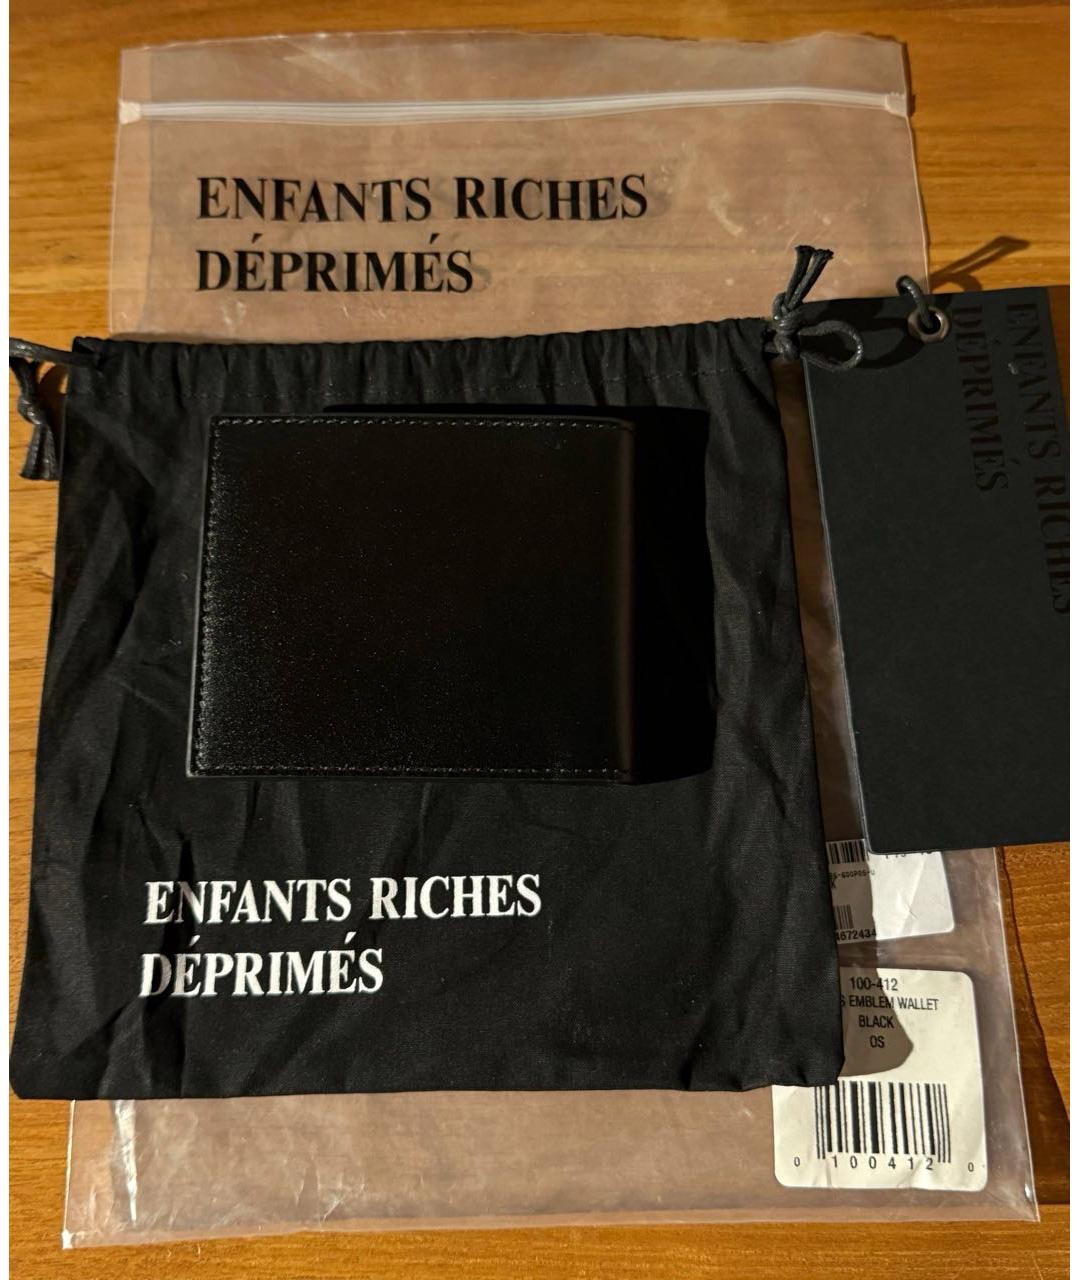 ENFANTS RICHES
DÉPRIMÉS
ENFANTS RICHES
DÉPRIMÉS
ENFANTS RICHES
DÉPRIMÉS
100-412
EMBLEM WALLET
BLACK
OS
0 100412 0